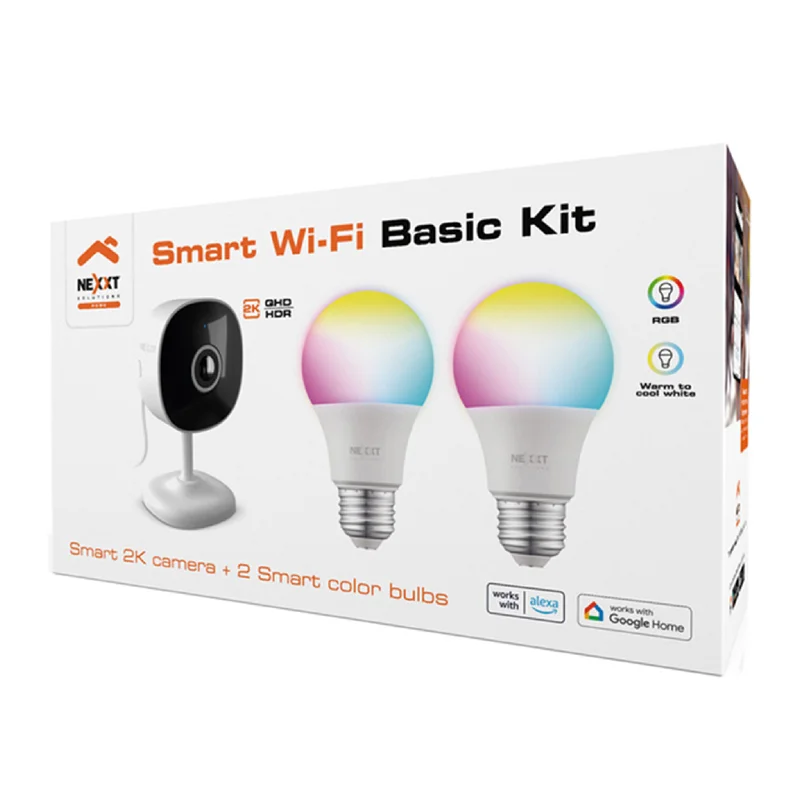 Smart Wi-Fi Basic Kit
NEXXT
SOLUTIONS
HOME
2K QHD
HDR
RGB
Warm to
cool white
NEXXT
NEXXT
Smart 2K camera + 2 Smart color bulbs
works
with
alexa
works with
Google Home